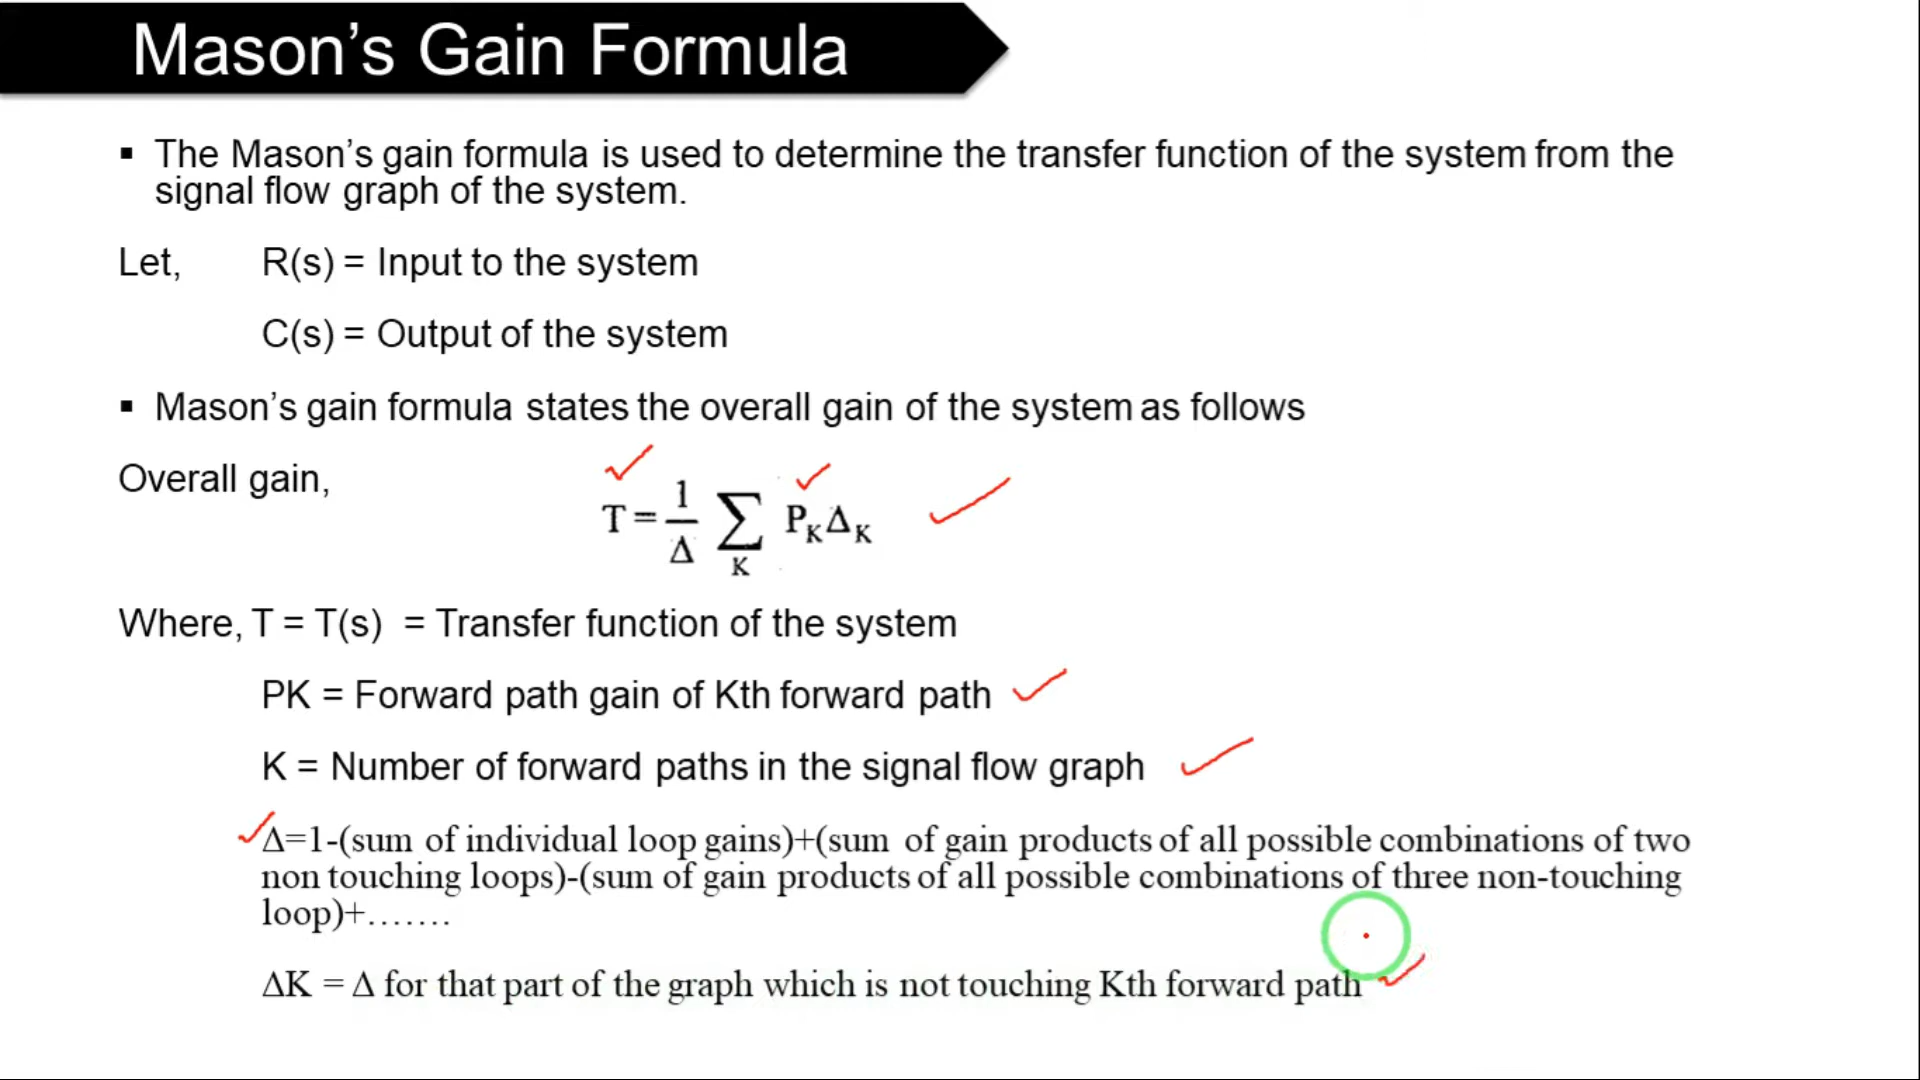 Mason’s Gain Formula
▪ The Mason’s gain formula is used to determine the transfer function of the system from the
signal flow graph of the system.
Let, R(s) = Input to the system
C(s) = Output of the system
▪ Mason’s gain formula states the overall gain of the system as follows
Overall gain,
T = 1/Δ ∑_K P_K Δ_K
Where, T = T(s) = Transfer function of the system
PK = Forward path gain of Kth forward path
K = Number of forward paths in the signal flow graph
Δ=1-(sum of individual loop gains)+(sum of gain products of all possible combinations of two
non touching loops)-(sum of gain products of all possible combinations of three non-touching
loop)+…….
ΔK = Δ for that part of the graph which is not touching Kth forward path